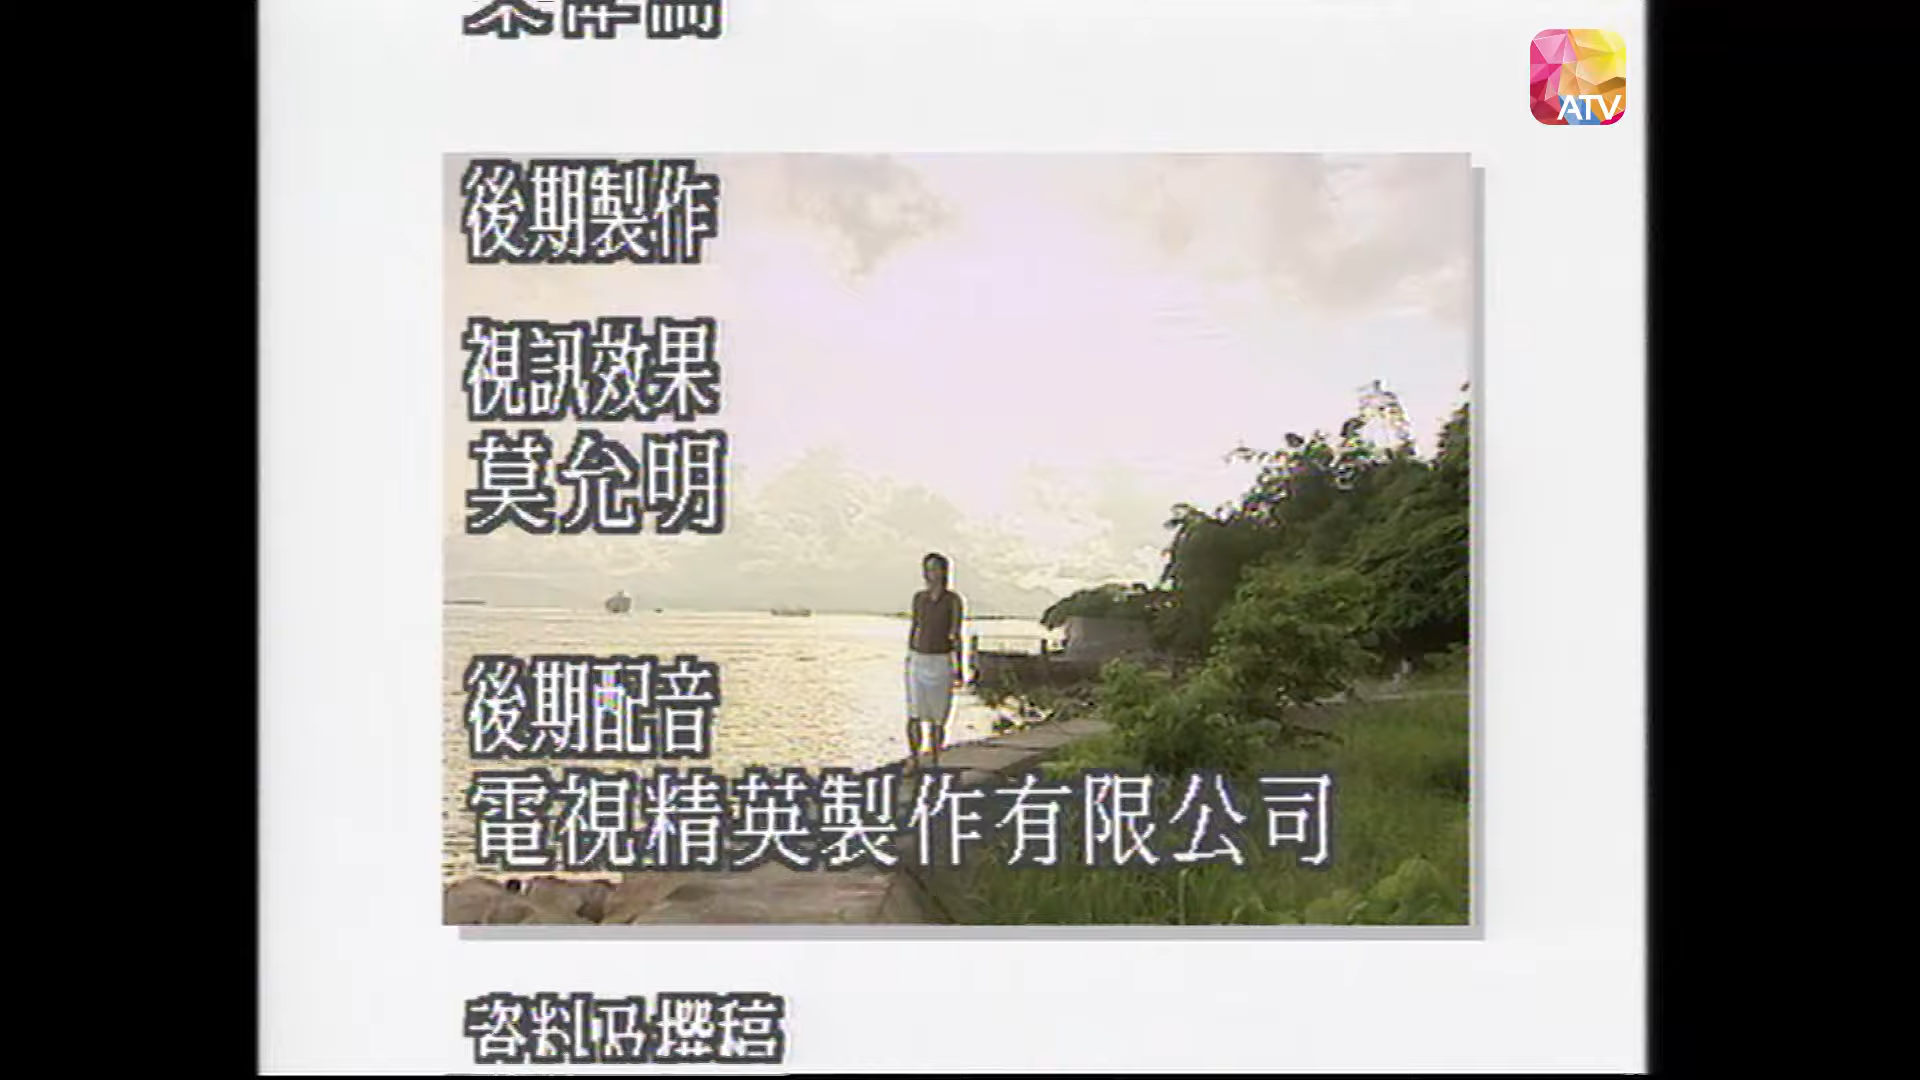 ATV
後期製作
視訊效果
莫允明
後期配音
電視精英製作有限公司
資料及撰稿